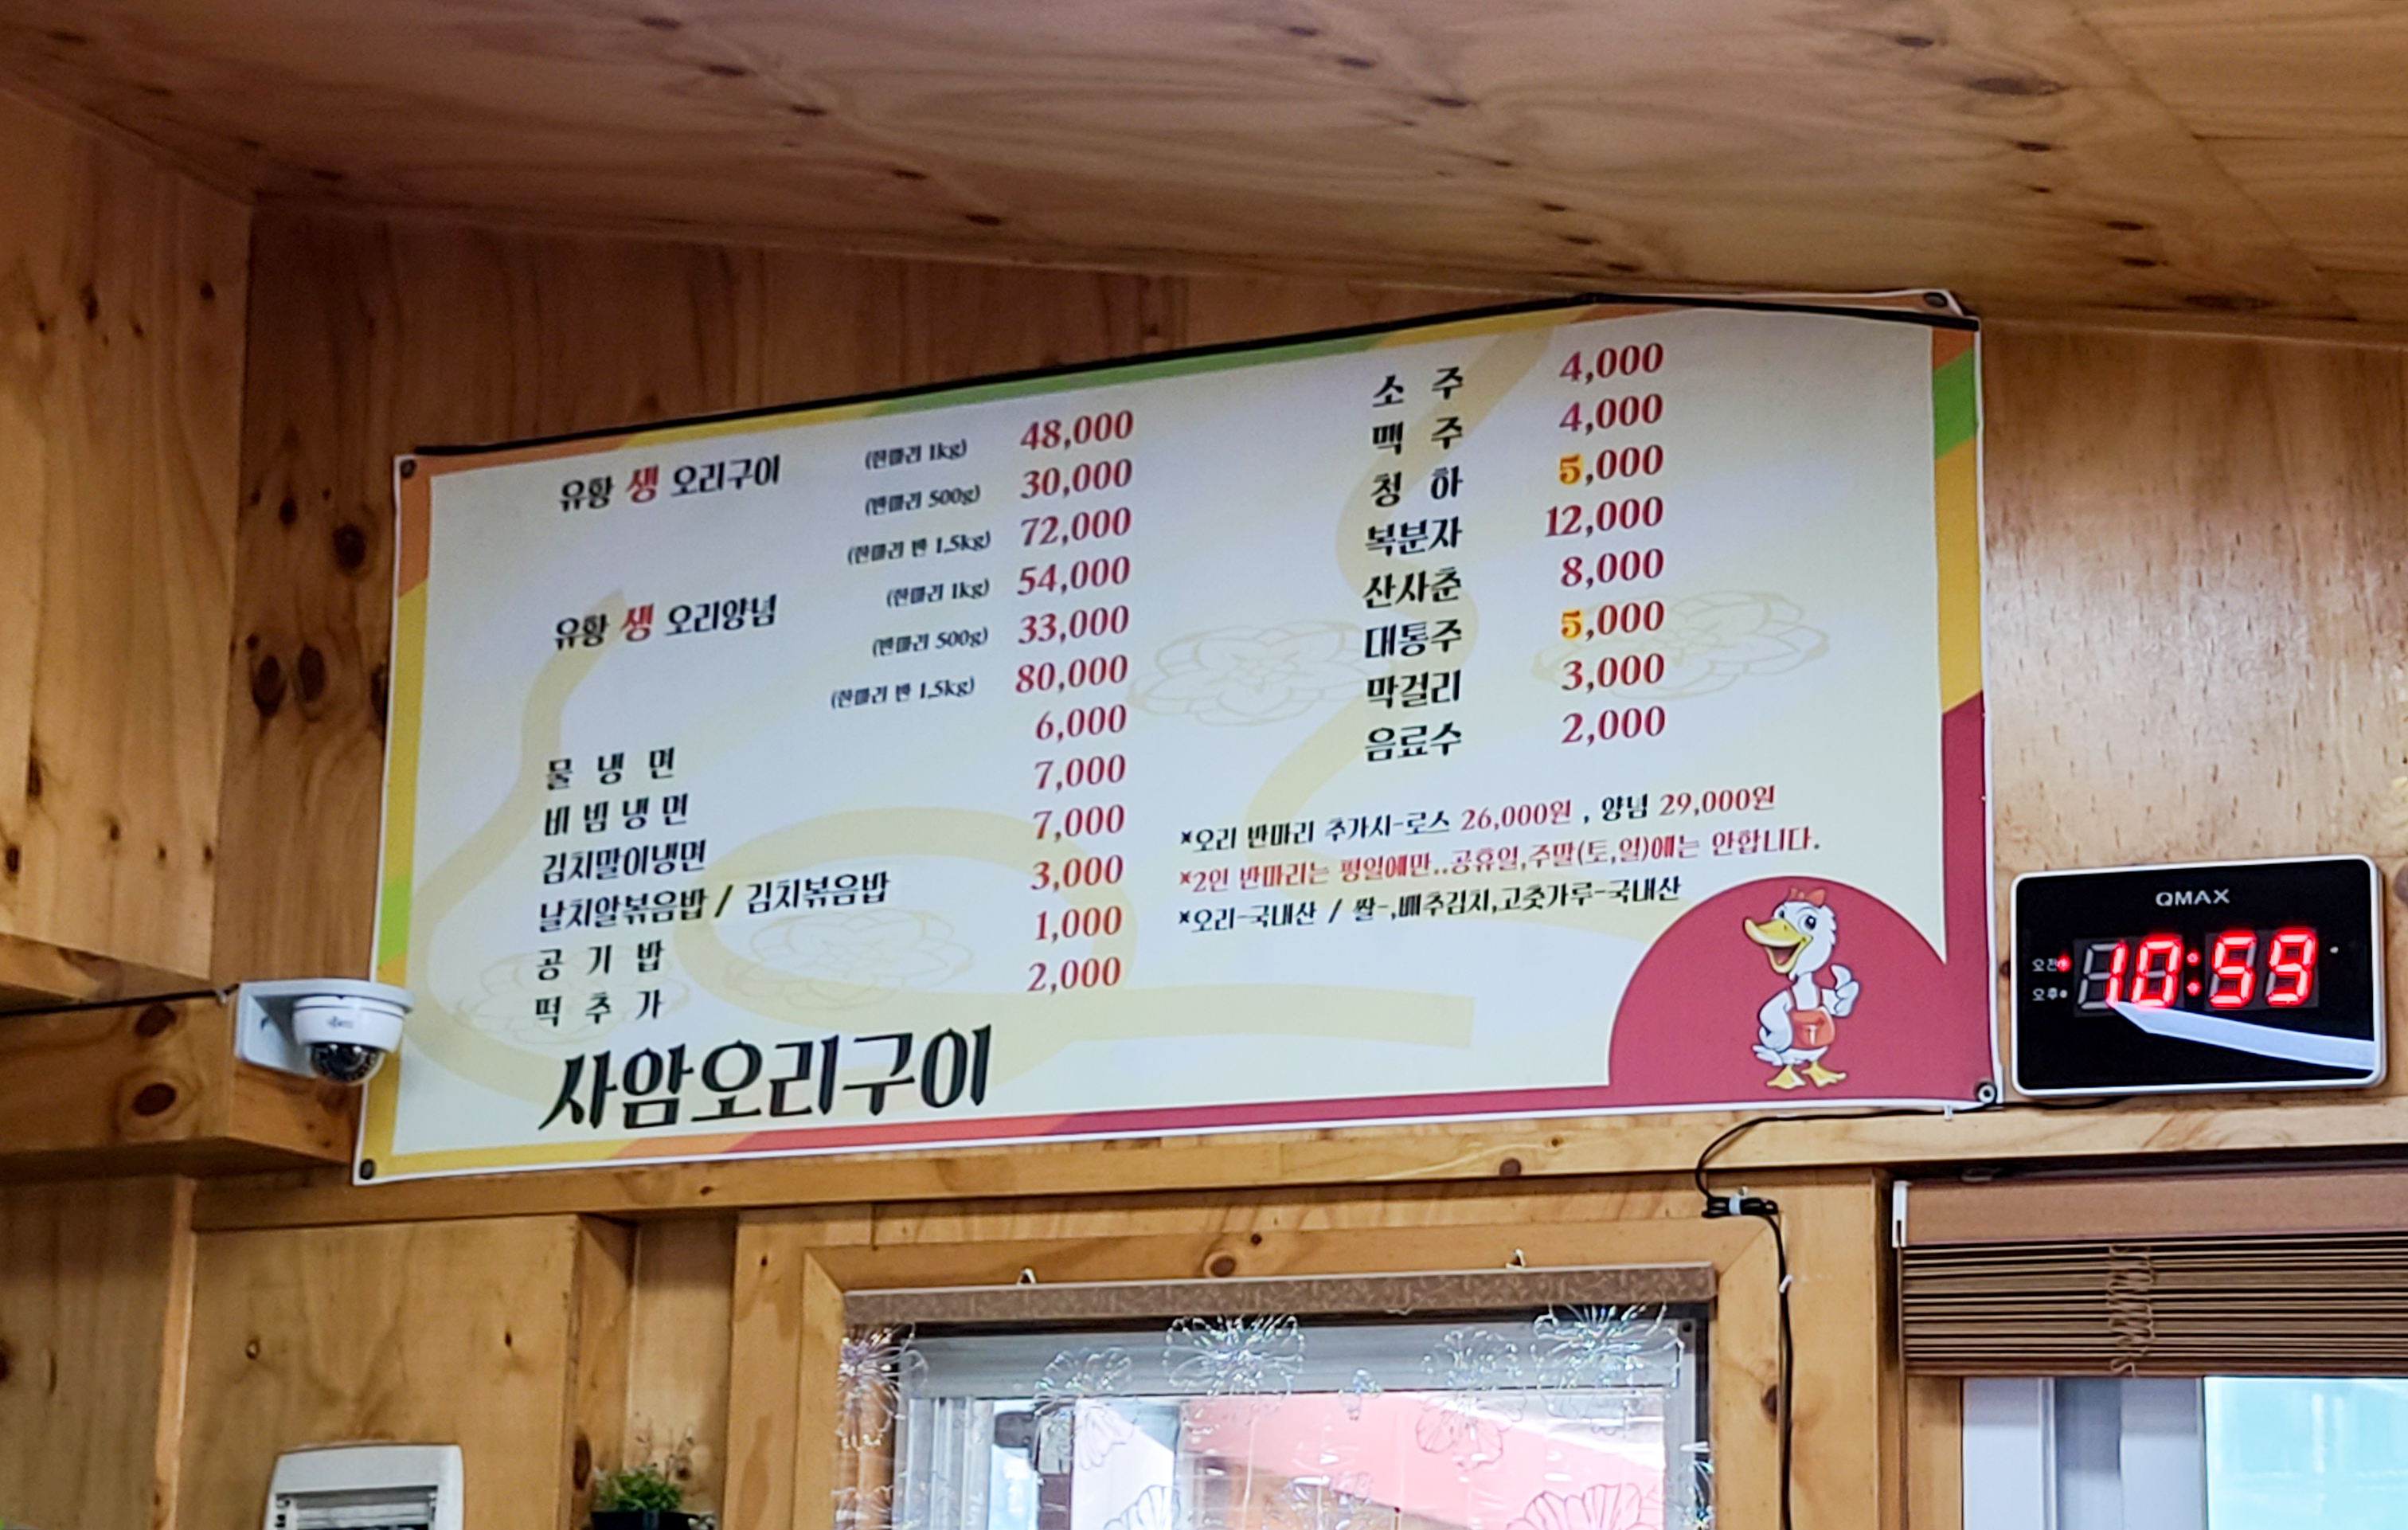 유황 생 오리구이 (한마리 1kg) 48,000
(반마리 500g) 30,000
(한마리 반 1.5kg) 72,000
유황 생 오리양념 (한마리 1kg) 54,000
(반마리 500g) 33,000
(한마리 반 1.5kg) 80,000
물 냉 면 6,000
비 빔 냉 면 7,000
김치말이냉면 7,000
날치알볶음밥 / 김치볶음밥 3,000
공 기 밥 1,000
떡 추 가 2,000
사암오리구이
소 주 4,000
맥 주 4,000
청 하 5,000
복분자 12,000
산사춘 8,000
대통주 5,000
막걸리 3,000
음료수 2,000
*오리 반마리 추가시-로스 26,000원 , 양념 29,000원
*2인 반마리는 평일에만..공휴일,주말(토,일)에는 안합니다.
*오리-국내산 / 쌀-,배추김치,고춧가루-국내산
QMAX
오전
오후
10:59